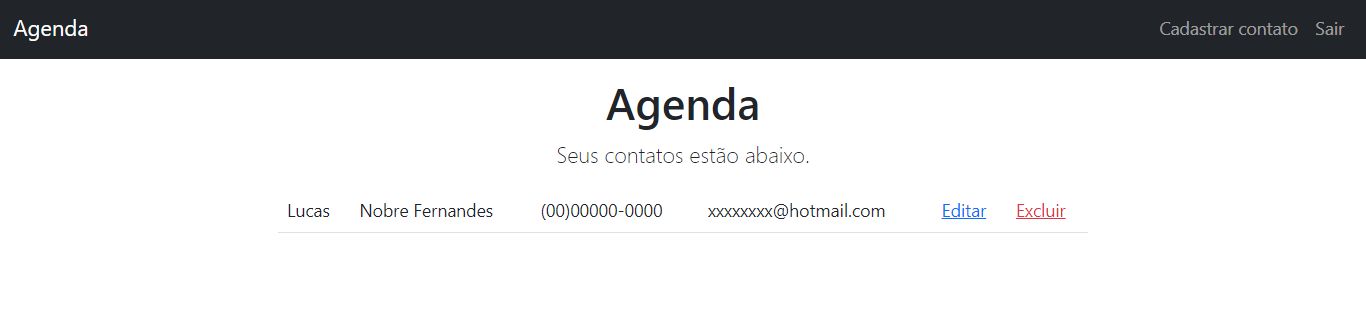 Agenda Cadastrar contato Sair
Agenda
Seus contatos estão abaixo.
Lucas Nobre Fernandes (00)00000-0000 xxxxxxxx@hotmail.com Editar Excluir